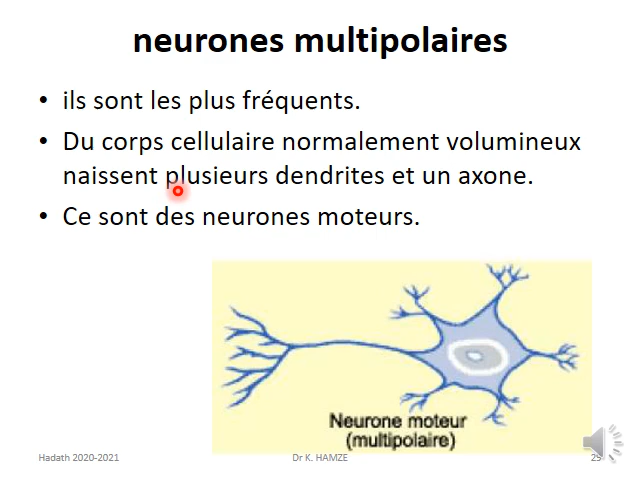 neurones multipolaires
• ils sont les plus fréquents.
• Du corps cellulaire normalement volumineux
naissent plusieurs dendrites et un axone.
• Ce sont des neurones moteurs.
Neurone moteur
(multipolaire)
Hadath 2020-2021 Dr K. HAMZE 29